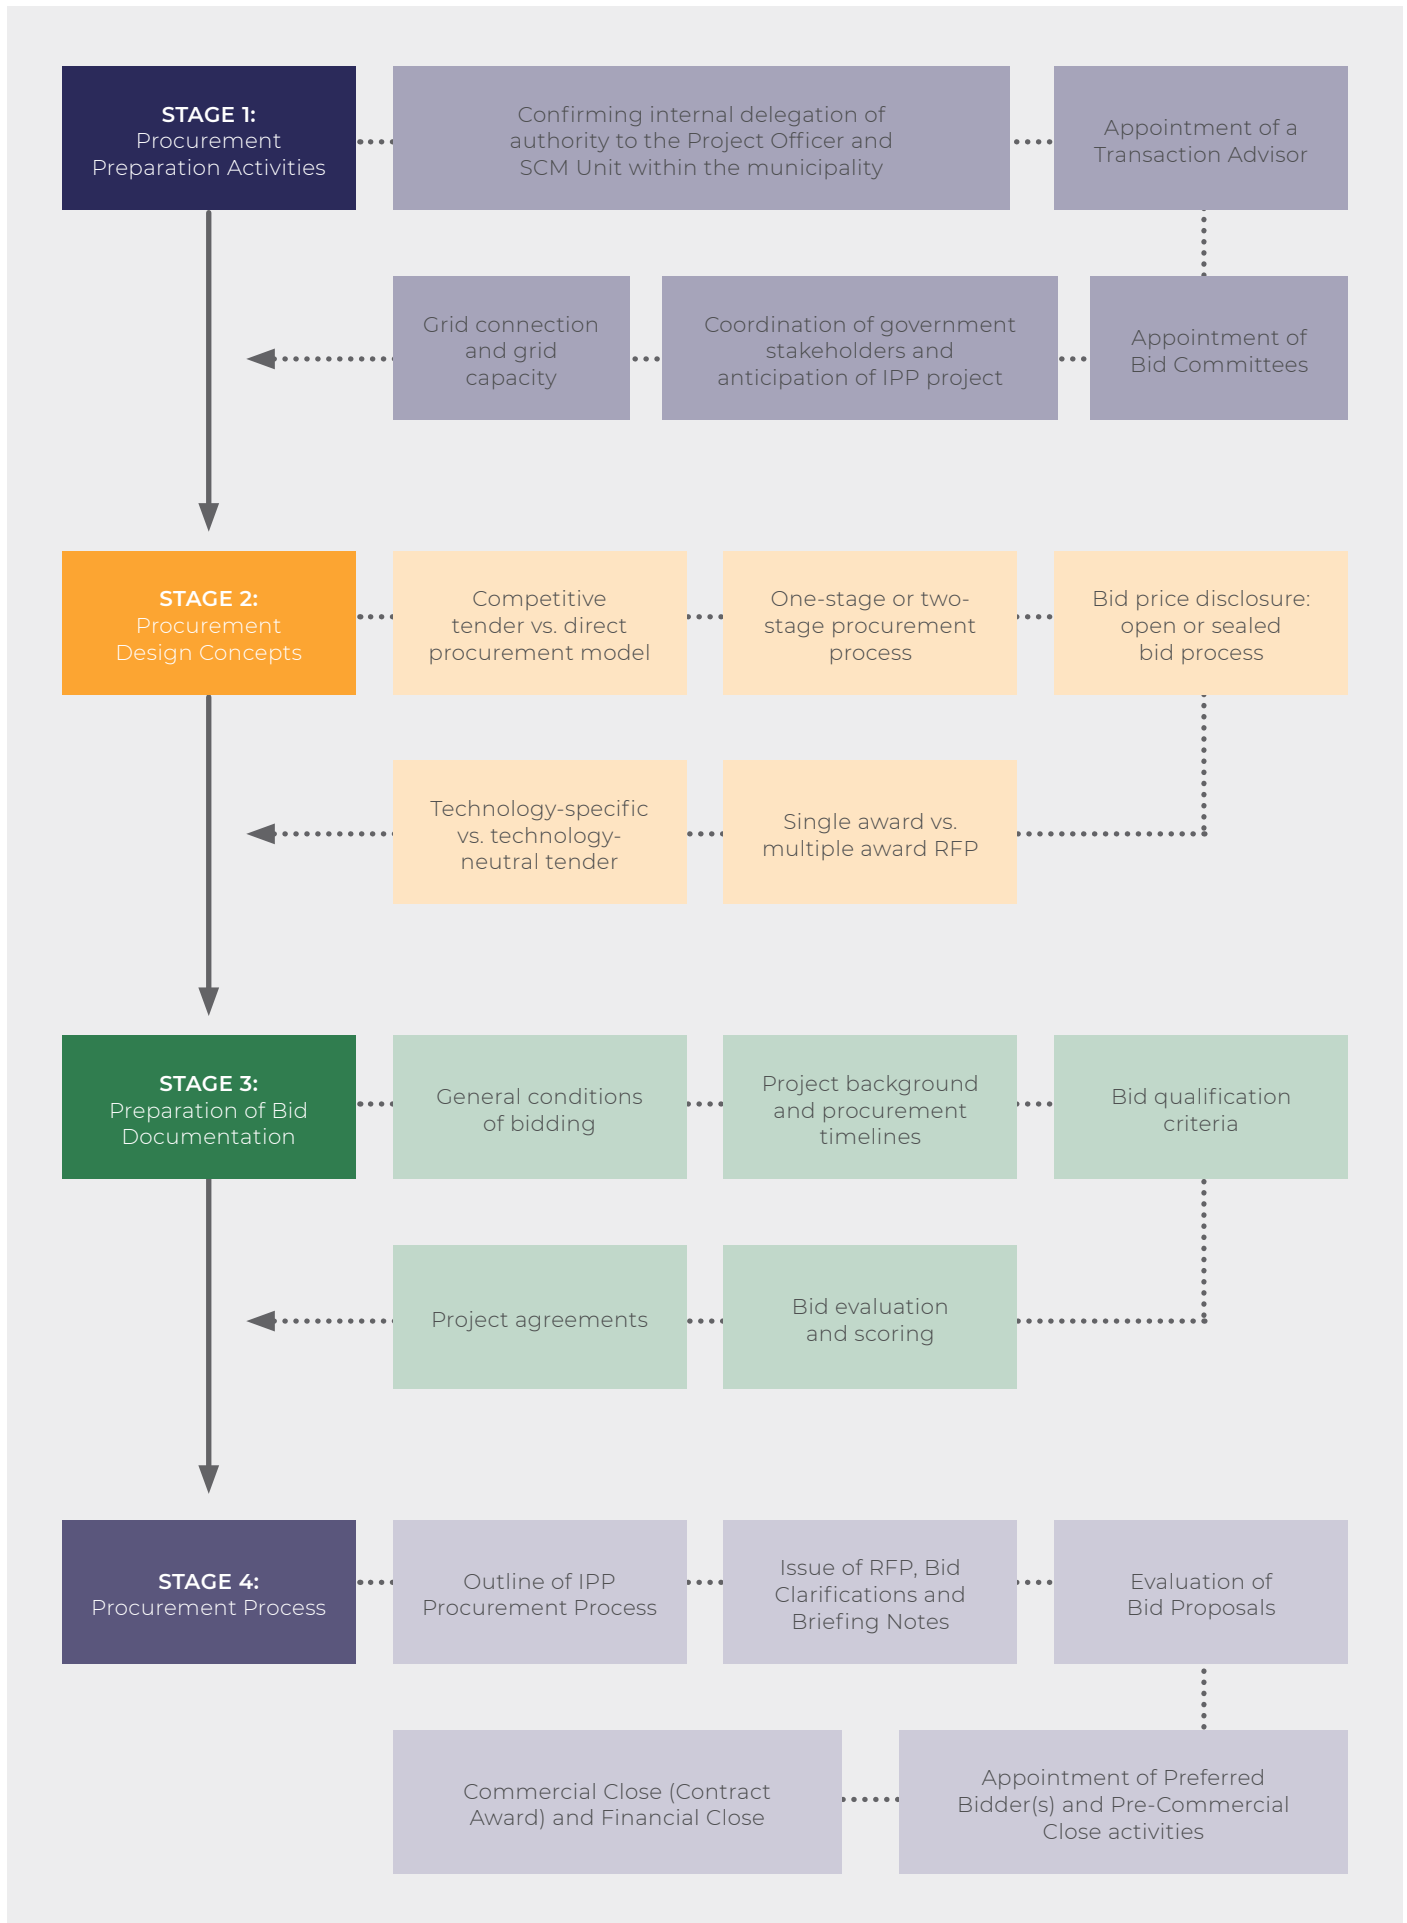 STAGE 1:
Procurement
Preparation Activities
Confirming internal delegation of
authority to the Project Officer and
SCM Unit within the municipality
Appointment of a
Transaction Advisor
Grid connection
and grid
capacity
Coordination of government
stakeholders and
anticipation of IPP project
Appointment of
Bid Committees
STAGE 2:
Procurement
Design Concepts
Competitive
tender vs. direct
procurement model
One-stage or two-
stage procurement
process
Bid price disclosure:
open or sealed
bid process
Technology-specific
vs. technology-
neutral tender
Single award vs.
multiple award RFP
STAGE 3:
Preparation of Bid
Documentation
General conditions
of bidding
Project background
and procurement
timelines
Bid qualification
criteria
Project agreements
Bid evaluation
and scoring
STAGE 4:
Procurement Process
Outline of IPP
Procurement Process
Issue of RFP, Bid
Clarifications and
Briefing Notes
Evaluation of
Bid Proposals
Commercial Close (Contract
Award) and Financial Close
Appointment of Preferred
Bidder(s) and Pre-Commercial
Close activities